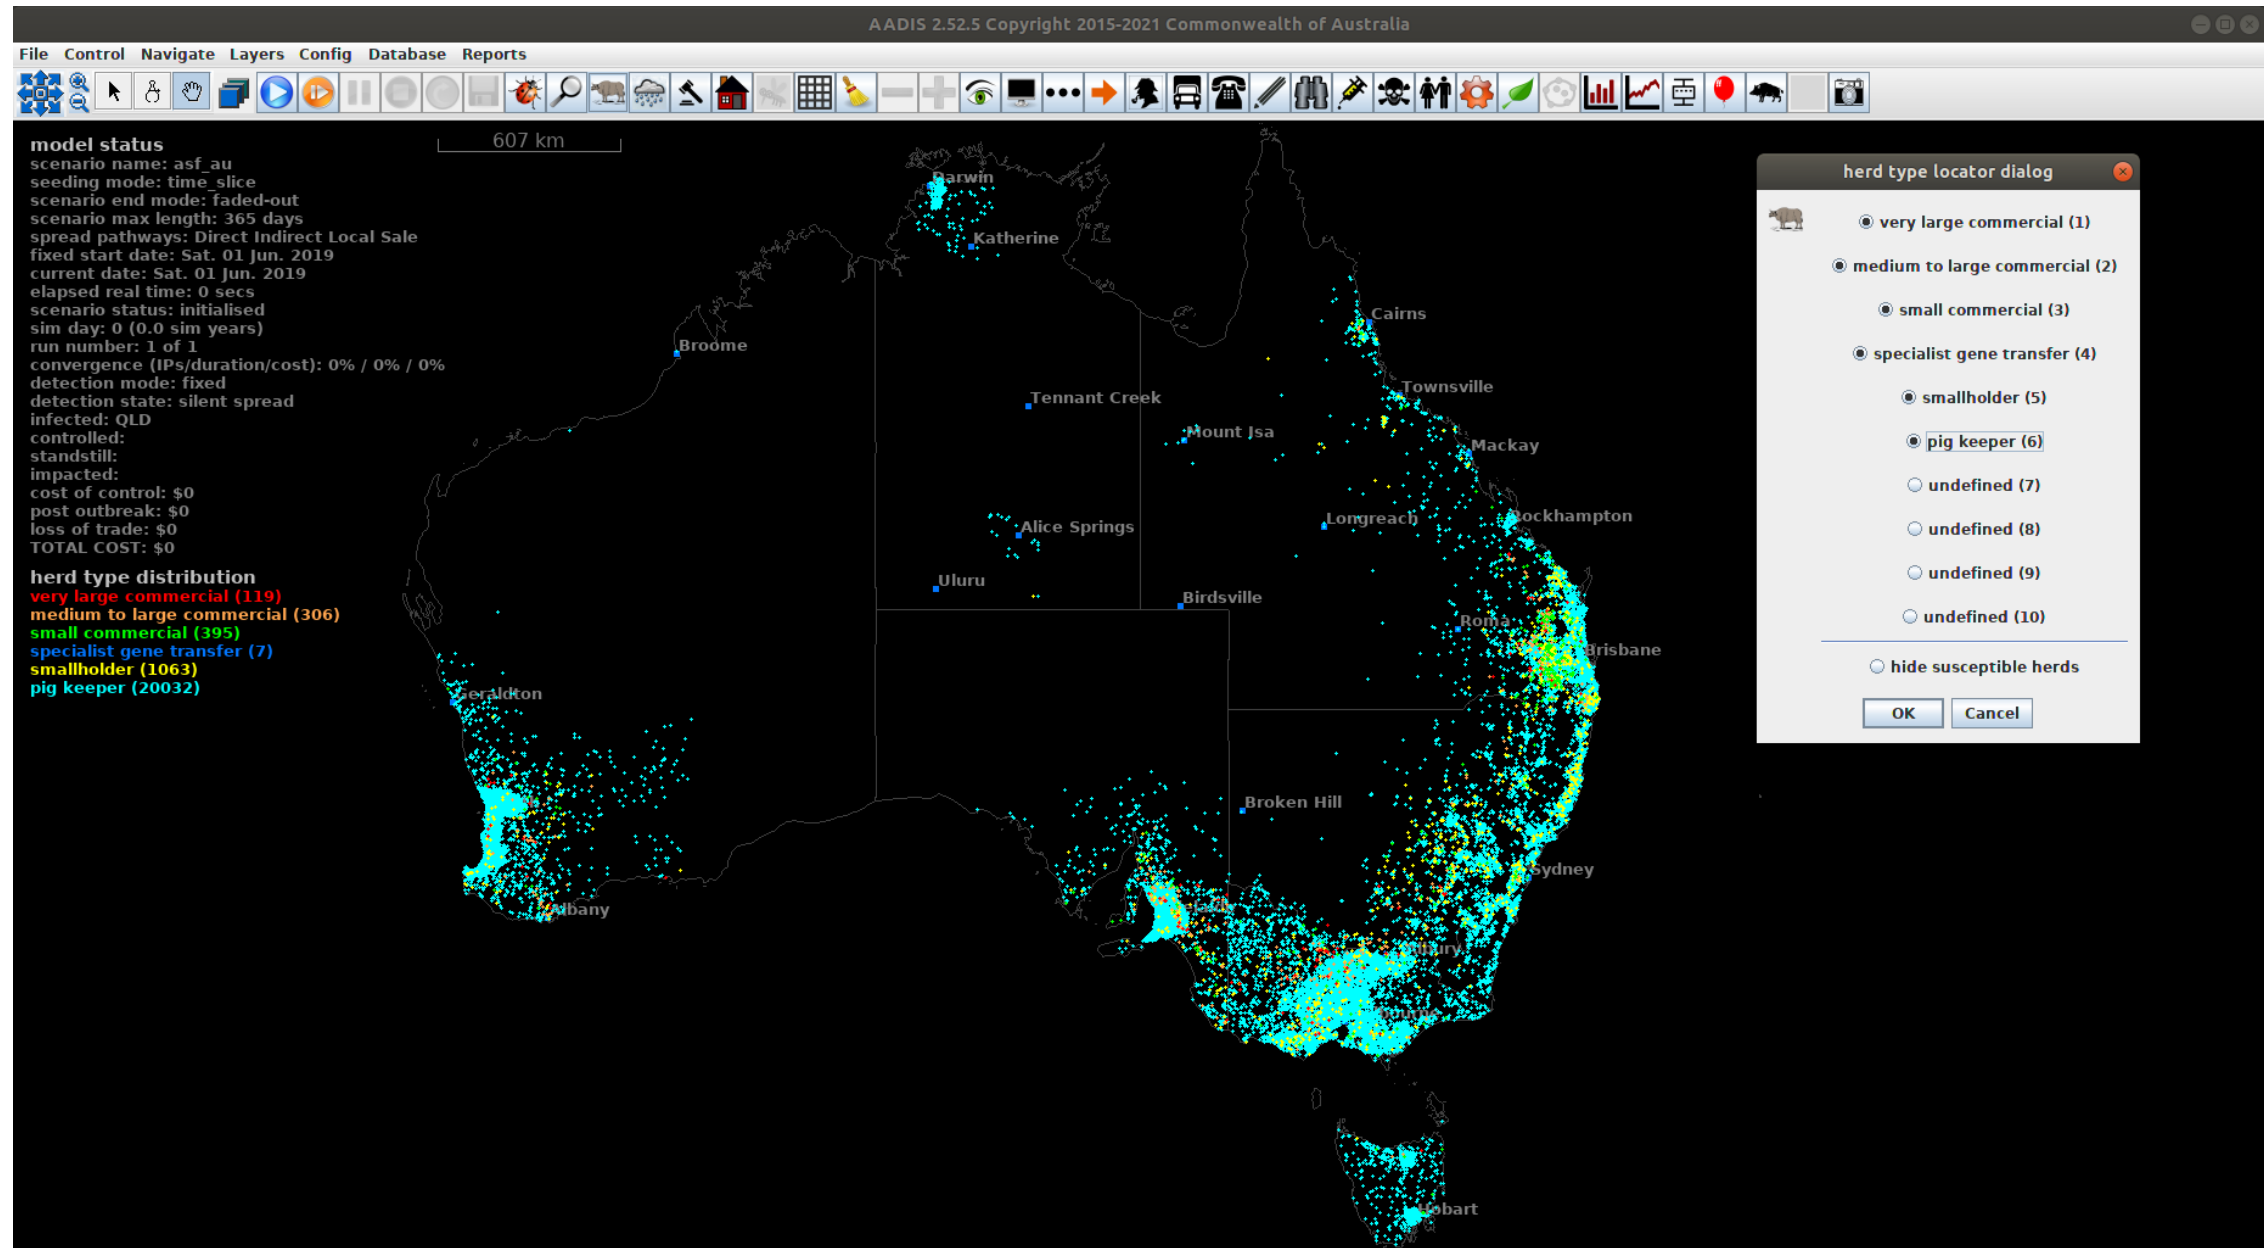 AADIS 2.52.5 Copyright 2015-2021 Commonwealth of Australia
File Control Navigate Layers Config Database Reports
607 km
model status
scenario name: asf_au
seeding mode: time_slice
scenario end mode: faded-out
scenario max length: 365 days
spread pathways: Direct Indirect Local Sale
fixed start date: Sat. 01 Jun. 2019
current date: Sat. 01 Jun. 2019
elapsed real time: 0 secs
scenario status: initialised
sim day: 0 (0.0 sim years)
run number: 1 of 1
convergence (IPs/duration/cost): 0% / 0% / 0%
detection mode: fixed
detection state: silent spread
infected: QLD
controlled:
standstill:
impacted:
cost of control: $0
post outbreak: $0
loss of trade: $0
TOTAL COST: $0
herd type distribution
very large commercial (119)
medium to large commercial (306)
small commercial (395)
specialist gene transfer (7)
smallholder (1063)
pig keeper (20032)
Darwin
Katherine
Broome
Cairns
Tennant Creek
Townsville
Mount Isa
Mackay
Alice Springs
Longreach
Rockhampton
Uluru
Birdsville
Roma
Brisbane
Geraldton
Broken Hill
Sydney
Albany
Hobart
herd type locator dialog
very large commercial (1)
medium to large commercial (2)
small commercial (3)
specialist gene transfer (4)
smallholder (5)
pig keeper (6)
undefined (7)
undefined (8)
undefined (9)
undefined (10)
hide susceptible herds
OK Cancel